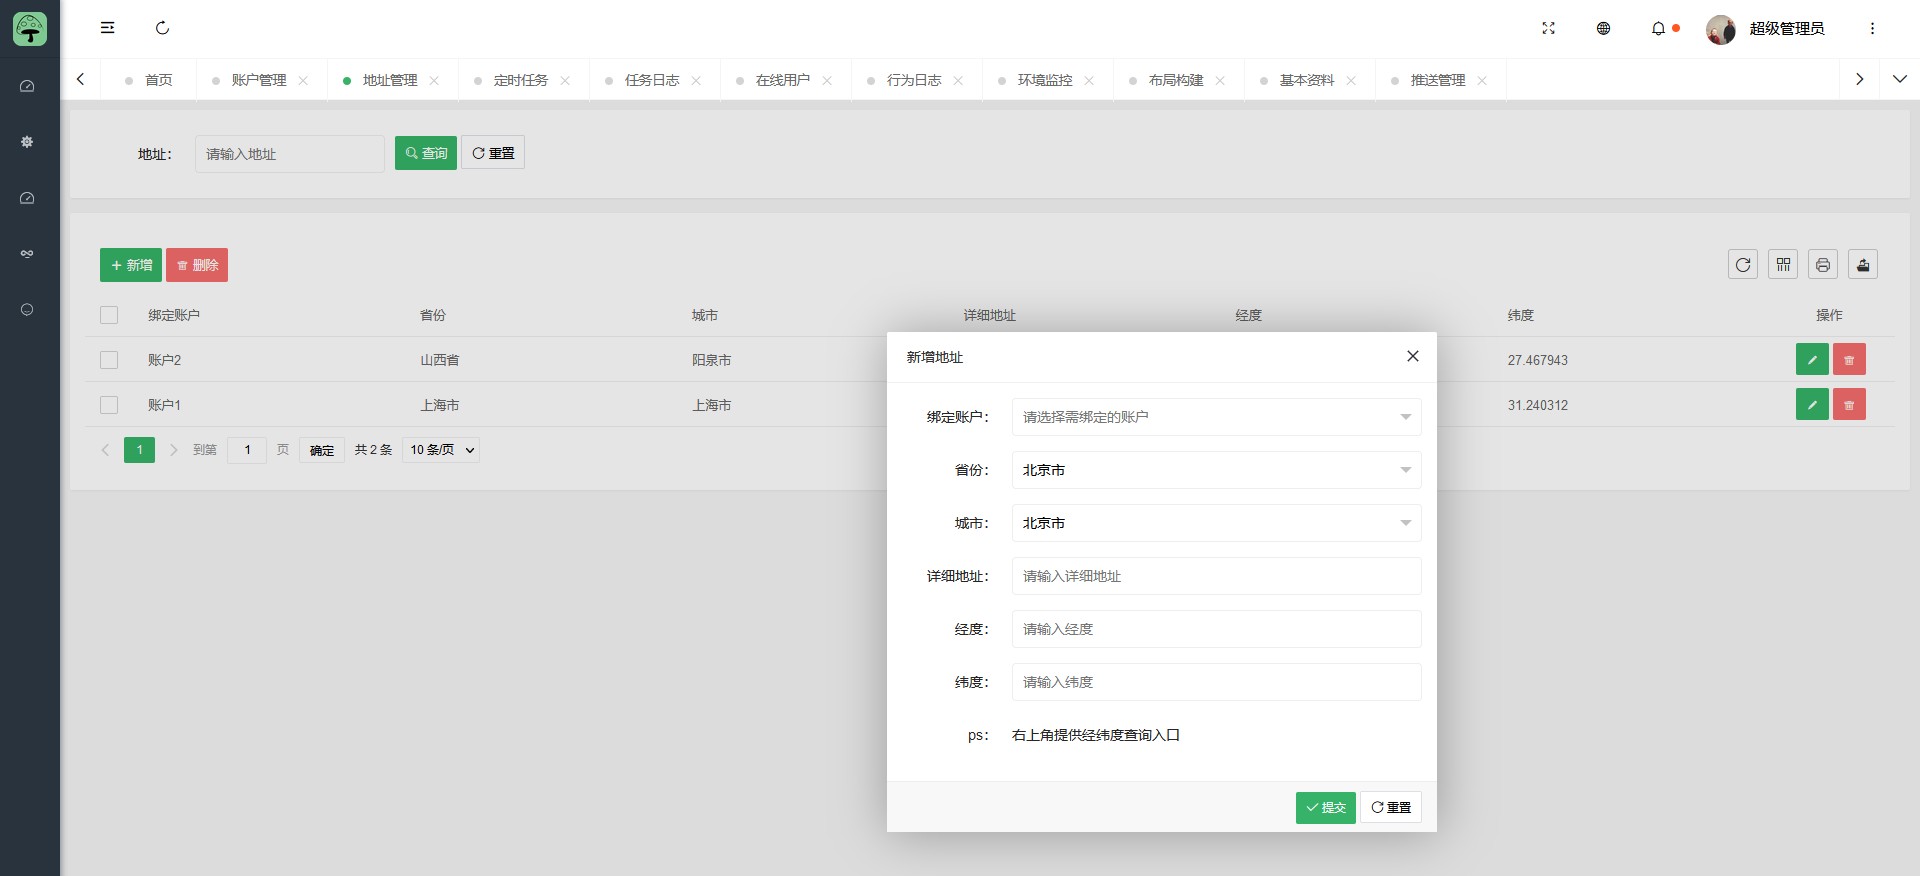 超级管理员
首页 账户管理 地址管理 定时任务 任务日志 在线用户 行为日志 环境监控 布局构建 基本资料 推送管理
地址： 请输入地址 查询 重置
新增 删除
绑定账户 省份 城市 详细地址 经度 纬度 操作
账户2 山西省 阳泉市 27.467943
账户1 上海市 上海市 31.240312
1 到第 1 页 确定 共 2 条 10 条/页
新增地址
绑定账户： 请选择需绑定的账户
省份： 北京市
城市： 北京市
详细地址： 请输入详细地址
经度： 请输入经度
纬度： 请输入纬度
ps： 右上角提供经纬度查询入口
提交 重置